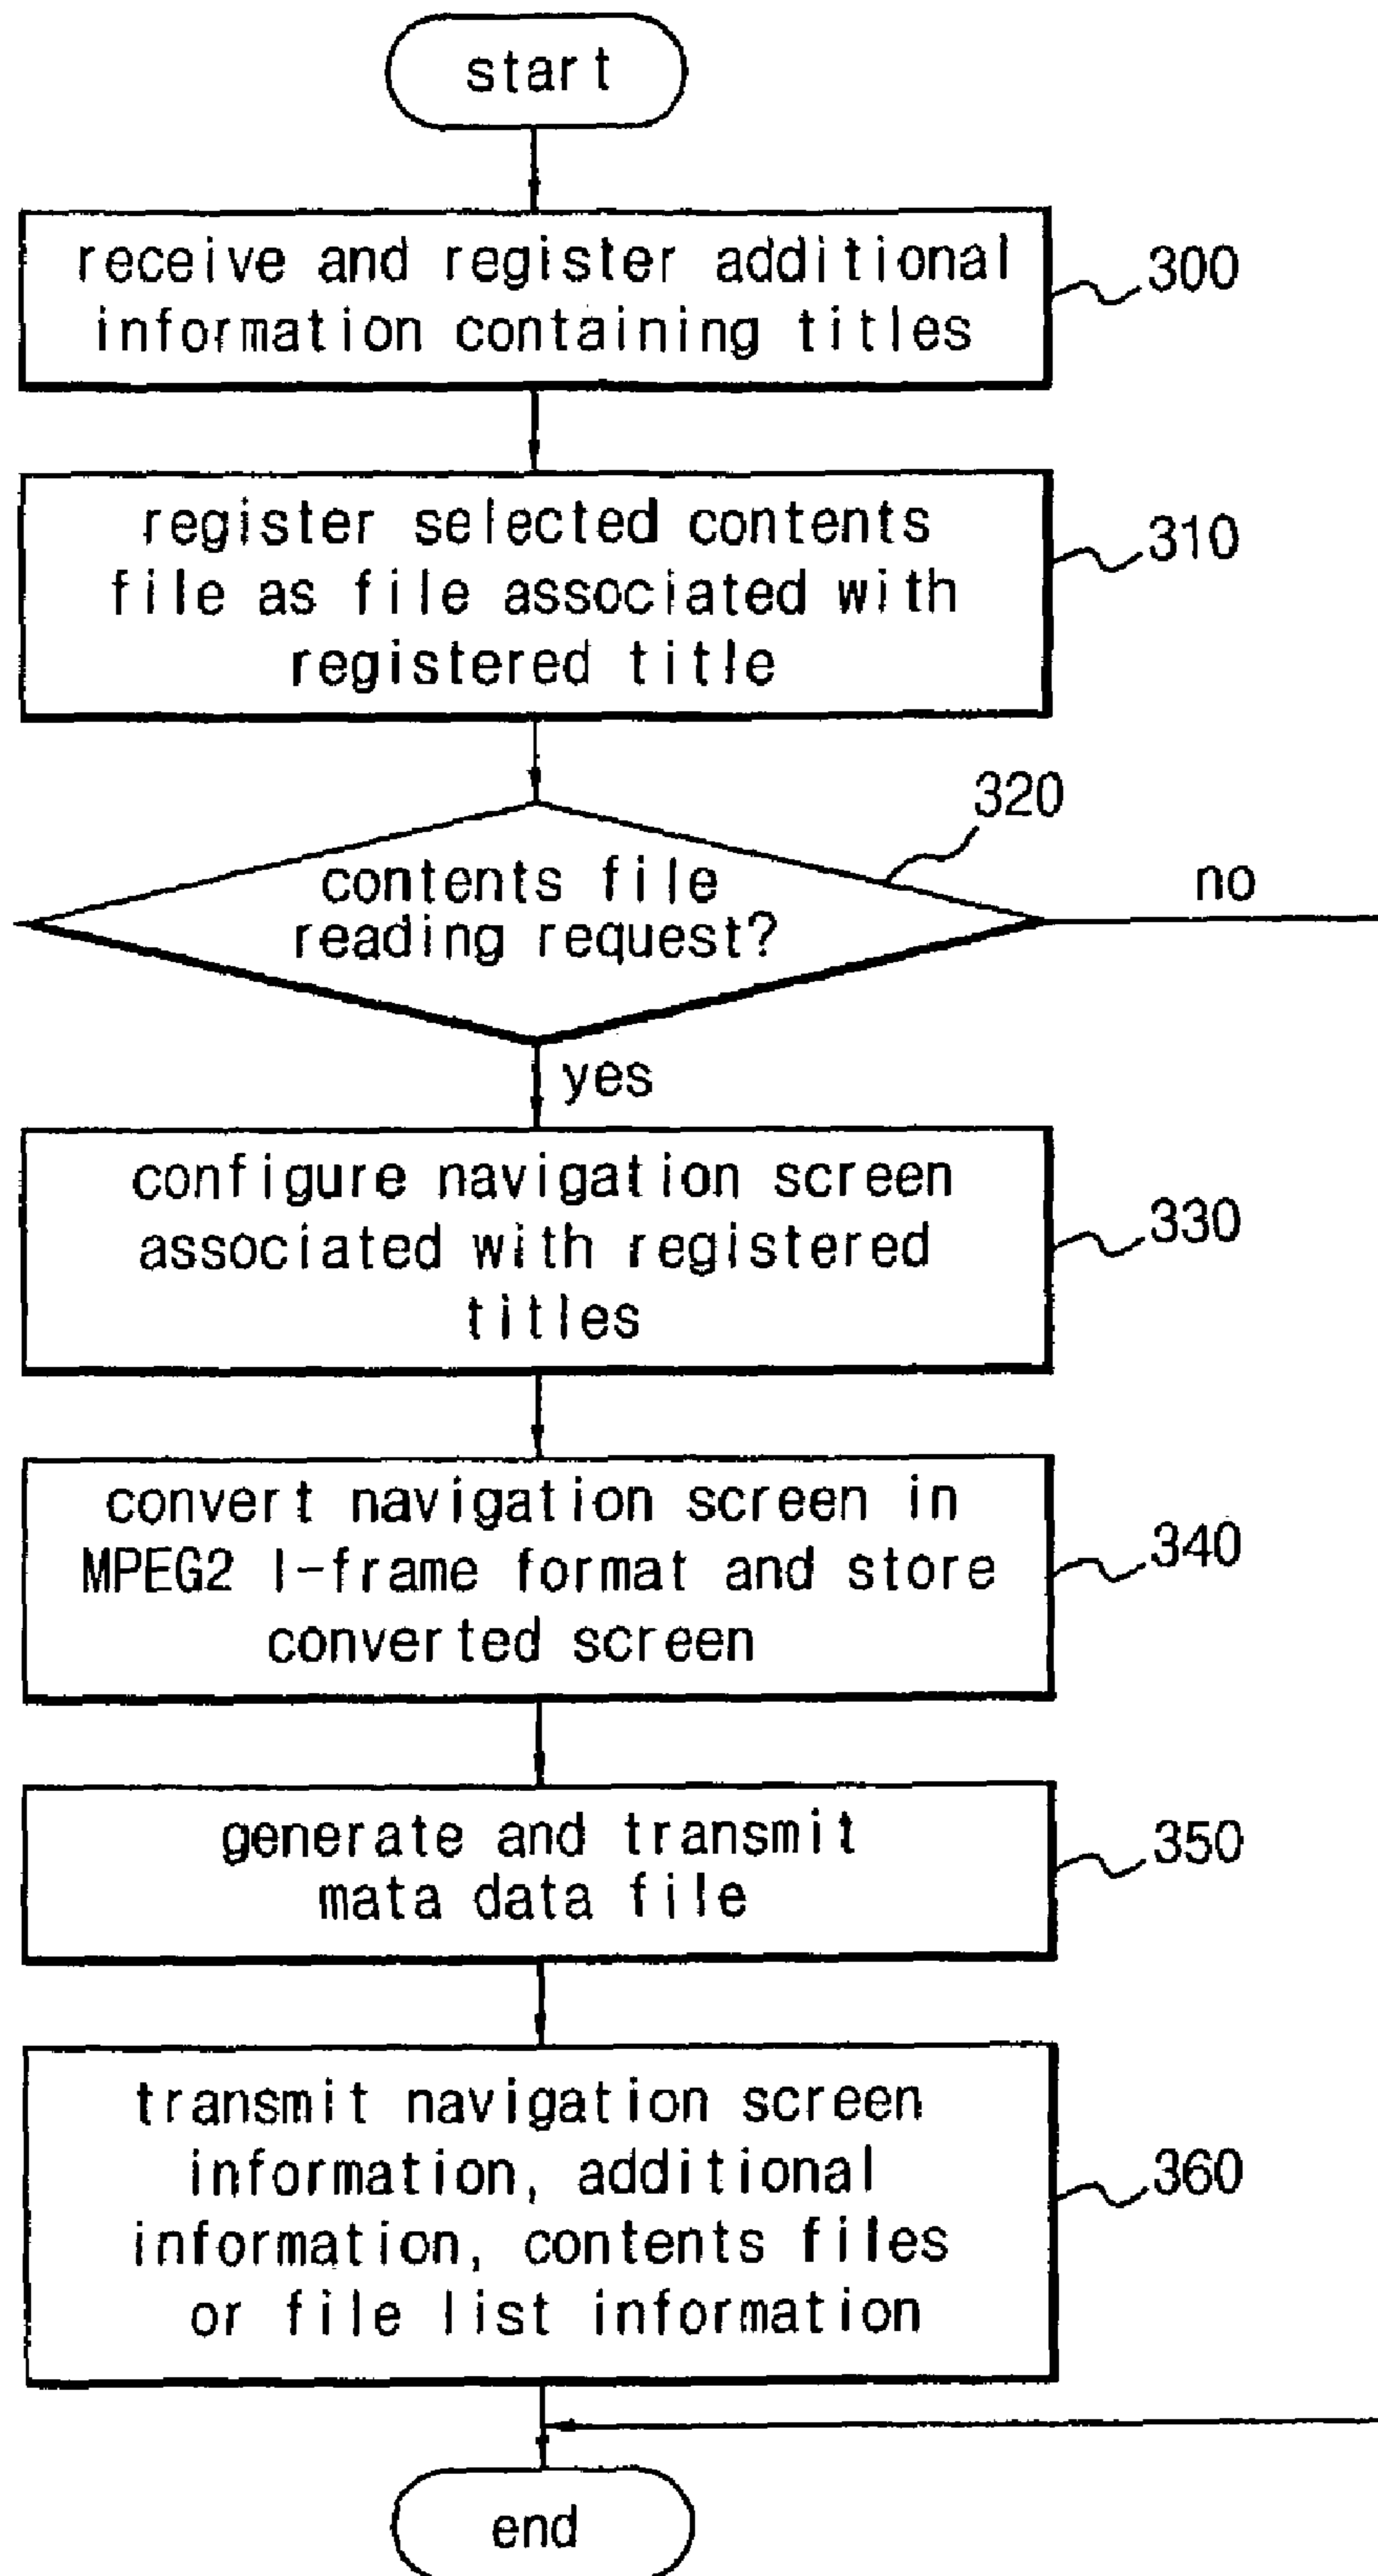 start
receive and register additional
information containing titles
300
register selected contents
file as file associated with
registered title
310
320
contents file
reading request?
no
yes
configure navigation screen
associated with registered
titles
330
convert navigation screen in
MPEG2 I-frame format and store
converted screen
340
generate and transmit
mata data file
350
transmit navigation screen
information, additional
information, contents files
or file list information
360
end